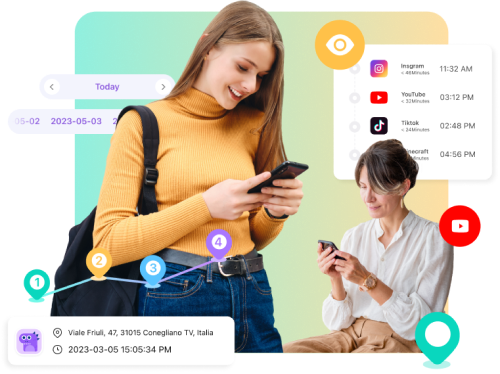 Today
05-02 2023-05-03 2
Insgram
< 46Minutes
11:32 AM
YouTube
< 32Minutes
03:12 PM
Tiktok
< 34Minutes
02:48 PM
necraft
nutes
04:56 PM
1
2
3
4
Viale Friuli, 47, 31015 Conegliano TV, Italia
2023-03-05 15:05:34 PM